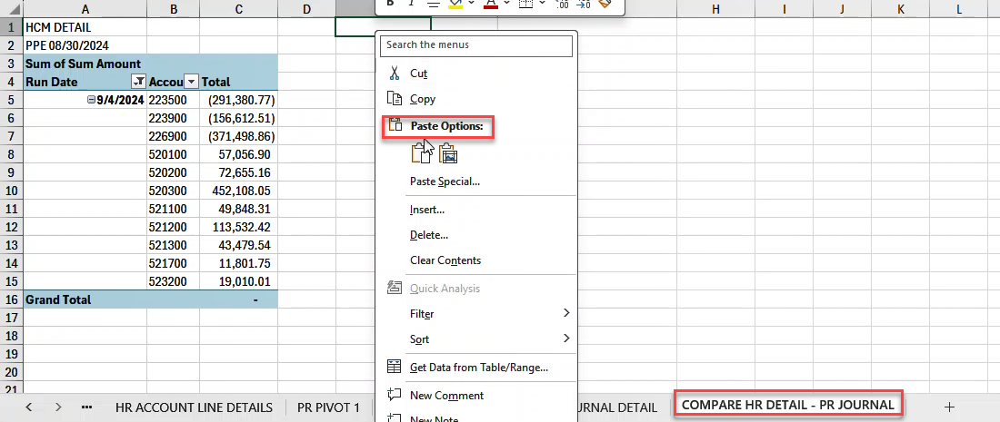 B I A
A B C D H I J K L
1 HCM DETAIL
2 PPE 08/30/2024
3 Sum of Sum Amount
4 Run Date Accou Total
5 9/4/2024 223500 (291,380.77)
6 223900 (156,612.51)
7 226900 (371,498.86)
8 520100 57,056.90
9 520200 72,655.16
10 520300 452,108.05
11 521100 49,848.31
12 521200 113,532.42
13 521300 43,479.54
14 521700 11,801.75
15 523200 19,010.01
16 Grand Total -
17
18
19
20
21
Search the menus
Cut
Copy
Paste Options:
Paste Special...
Insert...
Delete...
Clear Contents
Quick Analysis
Filter
Sort
Get Data from Table/Range...
New Comment
New Note
HR ACCOUNT LINE DETAILS PR PIVOT 1 URNAL DETAIL COMPARE HR DETAIL - PR JOURNAL